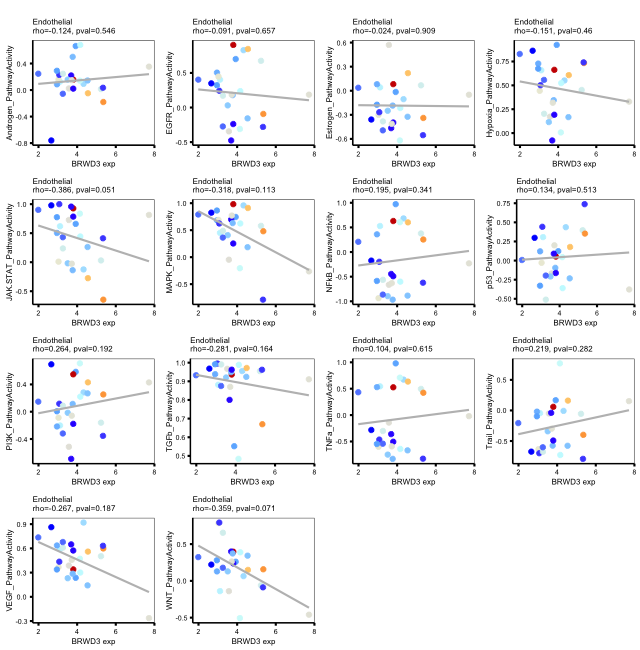 Endothelial
rho=-0.124, pval=0.546
Androgen_PathwayActivity
0.4
0.0
-0.4
-0.8
2 4 6 8
BRWD3 exp
Endothelial
rho=-0.091, pval=0.657
EGFR_PathwayActivity
0.5
0.0
-0.5
2 4 6 8
BRWD3 exp
Endothelial
rho=-0.024, pval=0.909
Estrogen_PathwayActivity
0.6
0.3
0.0
-0.3
-0.6
2 4 6 8
BRWD3 exp
Endothelial
rho=-0.151, pval=0.46
Hypoxia_PathwayActivity
0.75
0.50
0.25
0.00
2 4 6 8
BRWD3 exp
Endothelial
rho=-0.386, pval=0.051
JAK-STAT_PathwayActivity
1.0
0.5
0.0
-0.5
2 4 6 8
BRWD3 exp
Endothelial
rho=-0.318, pval=0.113
MAPK_PathwayActivity
1.0
0.5
0.0
-0.5
2 4 6 8
BRWD3 exp
Endothelial
rho=0.195, pval=0.341
NFkB_PathwayActivity
1.0
0.5
0.0
-0.5
-1.0
2 4 6 8
BRWD3 exp
Endothelial
rho=0.134, pval=0.513
p53_PathwayActivity
0.75
0.50
0.25
0.00
-0.25
-0.50
2 4 6 8
BRWD3 exp
Endothelial
rho=0.264, pval=0.192
PI3K_PathwayActivity
0.4
0.0
-0.4
2 4 6 8
BRWD3 exp
Endothelial
rho=-0.281, pval=0.164
TGFb_PathwayActivity
1.0
0.9
0.8
0.7
0.6
0.5
2 4 6 8
BRWD3 exp
Endothelial
rho=0.104, pval=0.615
TNFa_PathwayActivity
1.0
0.5
0.0
-0.5
2 4 6 8
BRWD3 exp
Endothelial
rho=0.219, pval=0.282
Trail_PathwayActivity
0.5
0.0
-0.5
2 4 6 8
BRWD3 exp
Endothelial
rho=-0.267, pval=0.187
VEGF_PathwayActivity
0.9
0.6
0.3
0.0
-0.3
2 4 6 8
BRWD3 exp
Endothelial
rho=-0.359, pval=0.071
WNT_PathwayActivity
0.5
0.0
-0.5
2 4 6 8
BRWD3 exp